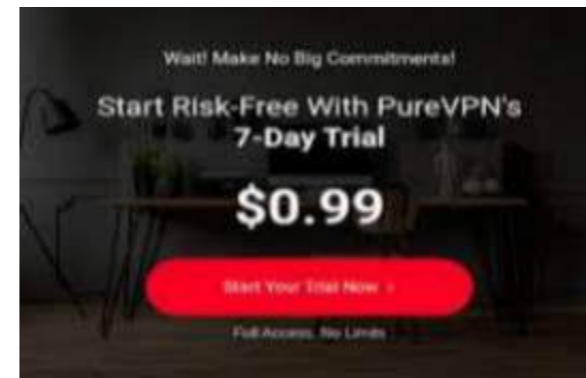 Wait! Make No Big Commitments!
Start Risk-Free With PureVPN's
7-Day Trial
$0.99
Start Your Trial Now ›
Full Access. No Limits